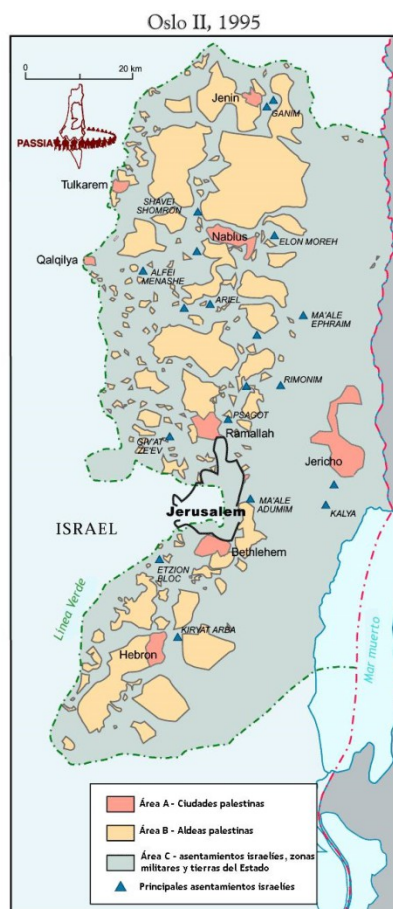 Oslo II, 1995
0 20 km
PASSIA
Jenin
GANIM
Tulkarem
SHAVEI
SHOMRON
Nablus
ELON MOREH
Qalqilya
ALFEI
MENASHE
ARIEL
MA'ALE
EPHRAIM
RIMONIM
PSAGOT
Ramallah
GIV'AT
ZE'EV
Jericho
Jerusalem
MA'ALE
ADUMIM
KALYA
ISRAEL
Bethlehem
ETZION
BLOC
Línea Verde
KIRYAT ARBA
Hebron
Mar muerto
Área A - Ciudades palestinas
Área B - Aldeas palestinas
Área C - asentamientos israelíes, zonas
militares y tierras del Estado
Principales asentamientos israelíes